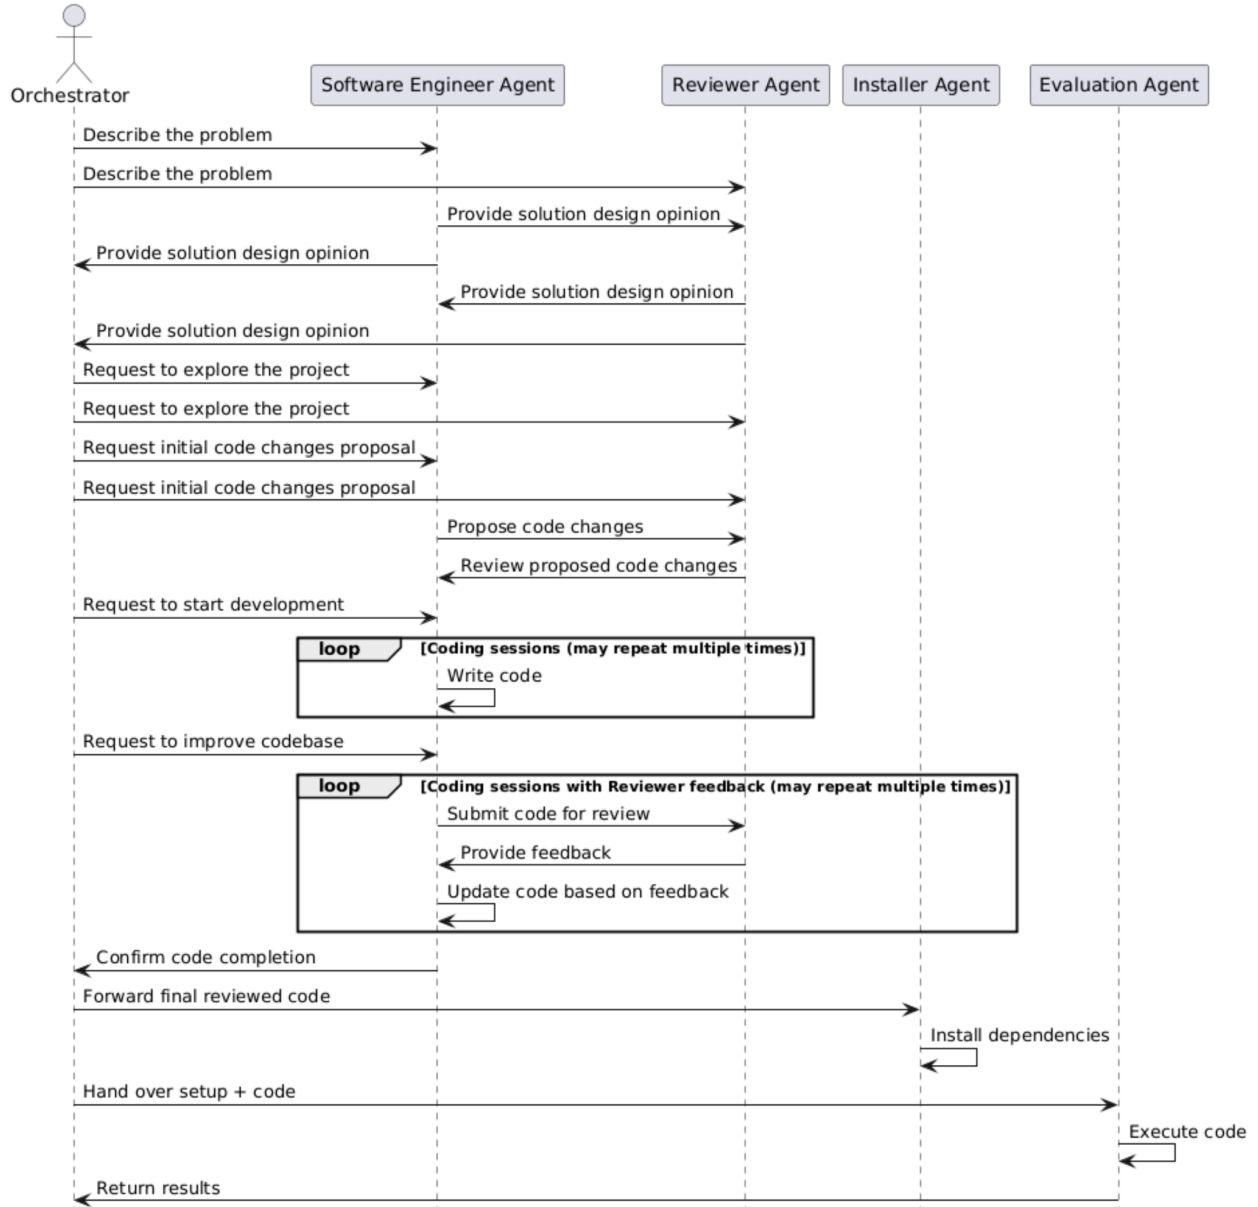 Orchestrator
Software Engineer Agent
Reviewer Agent
Installer Agent
Evaluation Agent
Describe the problem
Describe the problem
Provide solution design opinion
Provide solution design opinion
Provide solution design opinion
Provide solution design opinion
Request to explore the project
Request to explore the project
Request initial code changes proposal
Request initial code changes proposal
Propose code changes
Review proposed code changes
Request to start development
loop
[Coding sessions (may repeat multiple times)]
Write code
Request to improve codebase
loop
[Coding sessions with Reviewer feedback (may repeat multiple times)]
Submit code for review
Provide feedback
Update code based on feedback
Confirm code completion
Forward final reviewed code
Install dependencies
Hand over setup + code
Execute code
Return results